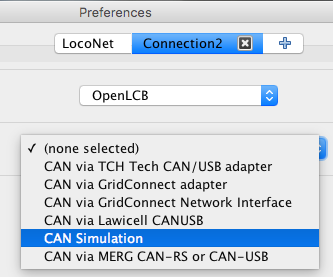 Preferences
LocoNet Connection2
OpenLCB
✓ (none selected)
CAN via TCH Tech CAN/USB adapter
CAN via GridConnect adapter
CAN via GridConnect Network Interface
CAN via Lawicell CANUSB
CAN Simulation
CAN via MERG CAN-RS or CAN-USB